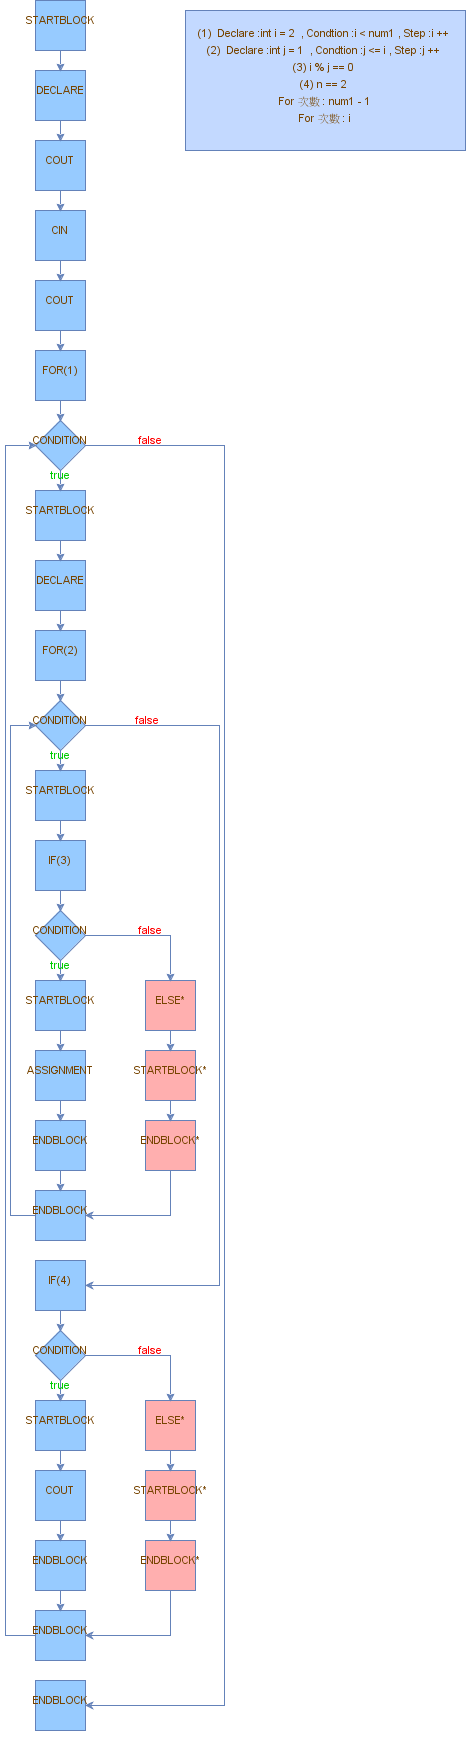 STARTBLOCK
(1) Declare :int i = 2 , Condtion :i < num1 , Step :i ++
(2) Declare :int j = 1 , Condtion :j <= i , Step :j ++
(3) i % j == 0
(4) n == 2
For 次數 : num1 - 1
For 次數 : i
DECLARE
COUT
CIN
COUT
FOR(1)
CONDITION
false
true
STARTBLOCK
DECLARE
FOR(2)
CONDITION
false
true
STARTBLOCK
IF(3)
CONDITION
false
true
STARTBLOCK
ELSE*
ASSIGNMENT
STARTBLOCK*
ENDBLOCK
ENDBLOCK*
ENDBLOCK
IF(4)
CONDITION
false
true
STARTBLOCK
ELSE*
COUT
STARTBLOCK*
ENDBLOCK
ENDBLOCK*
ENDBLOCK
ENDBLOCK